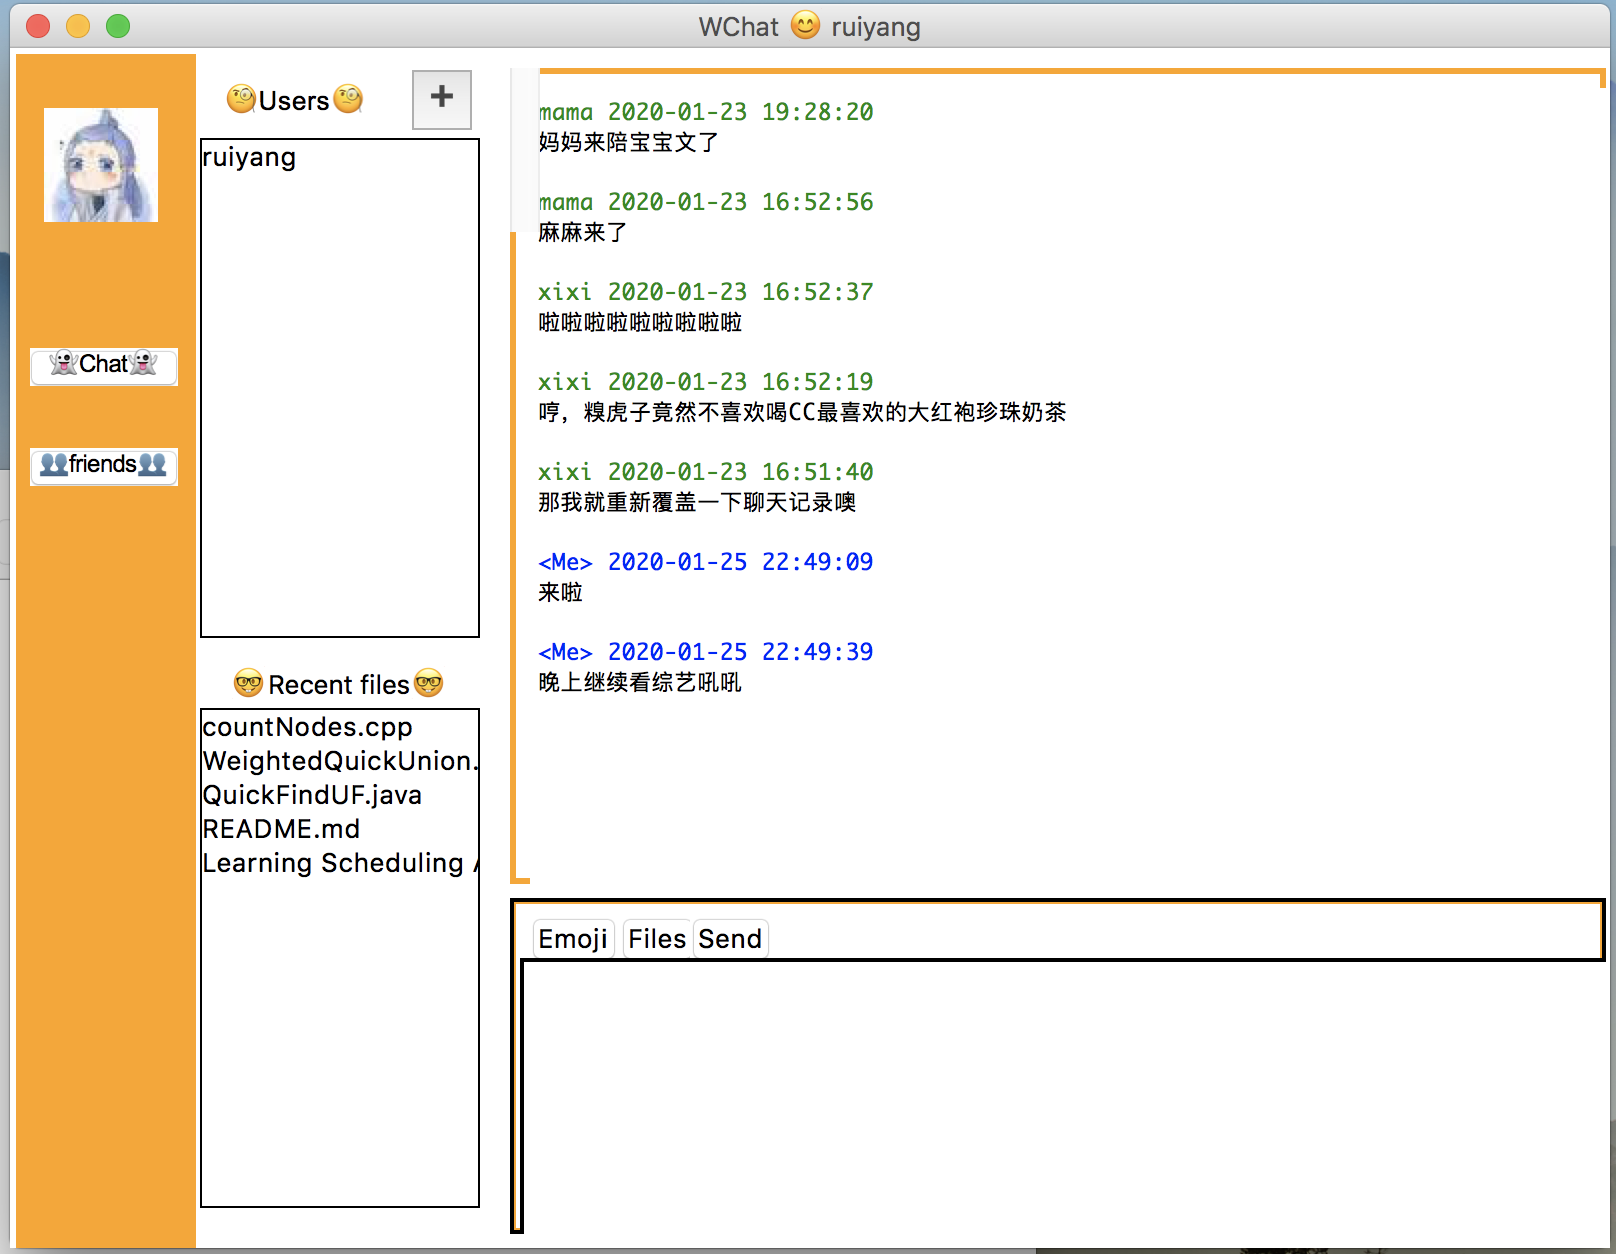 WChat 😊 ruiyang
👻Chat👻
👥friends👥
🧐Users🧐
+
ruiyang
🤓Recent files🤓
countNodes.cpp
WeightedQuickUnion.
QuickFindUF.java
README.md
Learning Scheduling
mama 2020-01-23 19:28:20
妈妈来陪宝宝文了
mama 2020-01-23 16:52:56
麻麻来了
xixi 2020-01-23 16:52:37
啦啦啦啦啦啦啦啦啦
xixi 2020-01-23 16:52:19
哼，糗虎子竟然不喜欢喝CC最喜欢的大红袍珍珠奶茶
xixi 2020-01-23 16:51:40
那我就重新覆盖一下聊天记录噢
<Me> 2020-01-25 22:49:09
来啦
<Me> 2020-01-25 22:49:39
晚上继续看综艺吼吼
Emoji Files Send